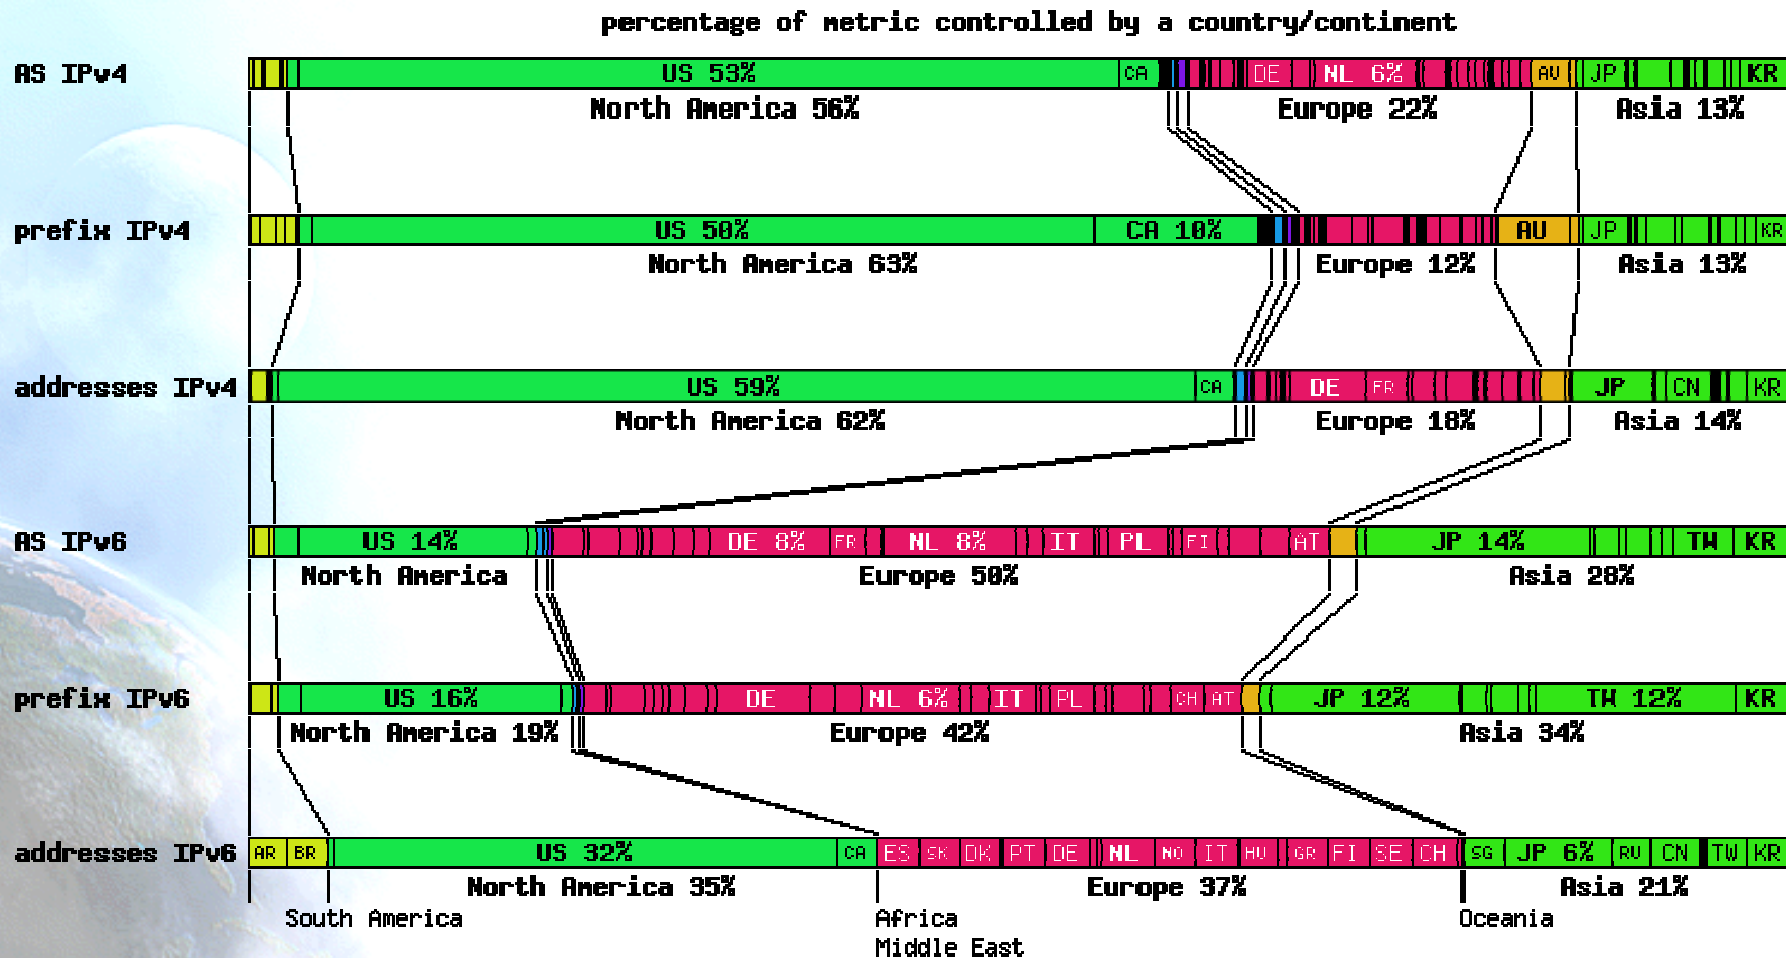 percentage of metric controlled by a country/continent
AS IPv4 US 53% CA DE NL 6% AU JP KR
North America 56% Europe 22% Asia 13%
prefix IPv4 US 50% CA 10% AU JP KR
North America 63% Europe 12% Asia 13%
addresses IPv4 US 59% CA DE FR JP CN KR
North America 62% Europe 18% Asia 14%
AS IPv6 US 14% DE 8% FR NL 8% IT PL FI AT JP 14% TW KR
North America Europe 50% Asia 28%
prefix IPv6 US 16% DE NL 6% IT PL CH AT JP 12% TW 12% KR
North America 19% Europe 42% Asia 34%
addresses IPv6 AR BR US 32% CA ES SK DK PT DE NL NO IT HU GR FI SE CH SG JP 6% RU CN TW KR
North America 35% Europe 37% Asia 21%
South America Africa Oceania
Middle East